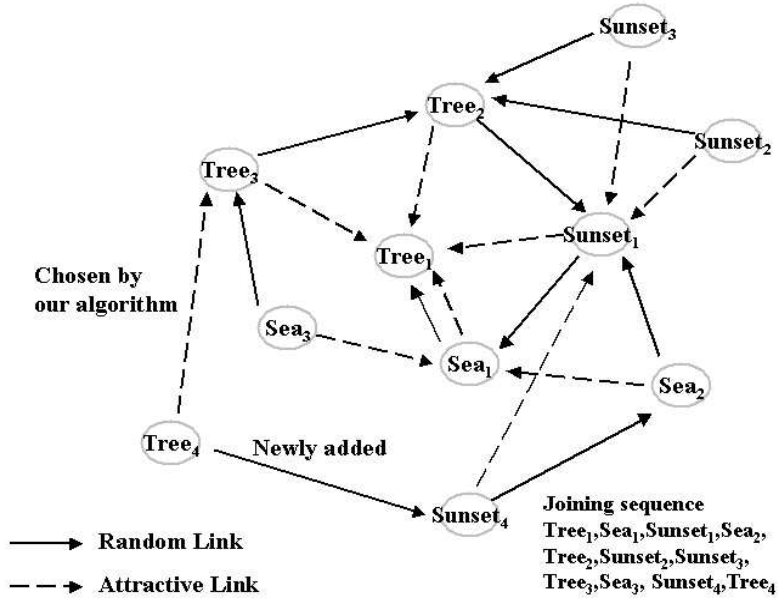 Sunset₃
Tree₂
Sunset₂
Tree₃
Sunset₁
Tree₁
Chosen by
our algorithm
Sea₃
Sea₁
Sea₂
Tree₄
Newly added
Sunset₄
Joining sequence
Tree₁,Sea₁,Sunset₁,Sea₂,
Tree₂,Sunset₂,Sunset₃,
Tree₃,Sea₃, Sunset₄,Tree₄
Random Link
Attractive Link